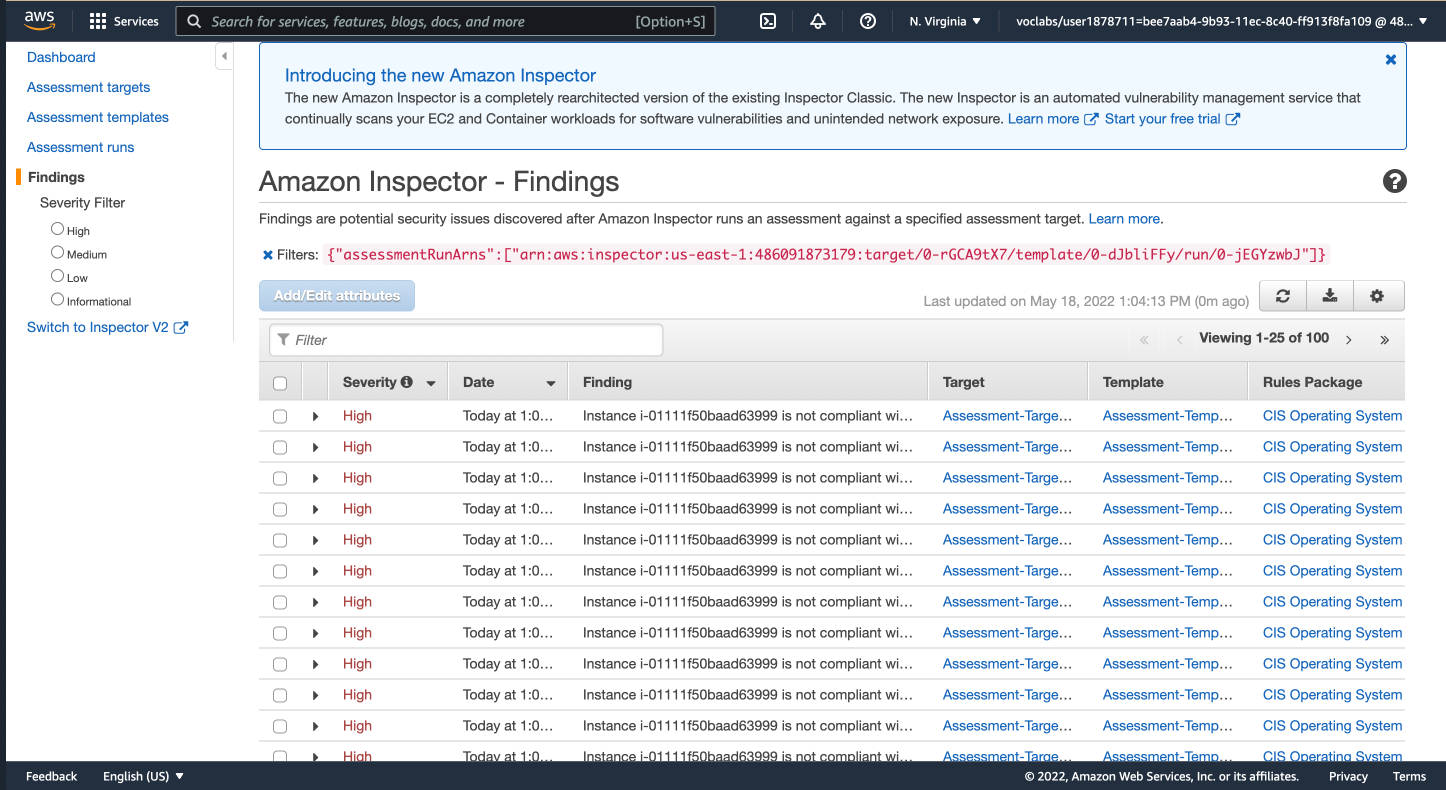 aws
Services
Search for services, features, blogs, docs, and more
[Option+S]
N. Virginia
voclabs/user1878711=bee7aab4-9b93-11ec-8c40-ff913f8fa109 @ 48...
Dashboard
Assessment targets
Assessment templates
Assessment runs
Findings
Severity Filter
High
Medium
Low
Informational
Switch to Inspector V2
Introducing the new Amazon Inspector
The new Amazon Inspector is a completely rearchitected version of the existing Inspector Classic. The new Inspector is an automated vulnerability management service that
continually scans your EC2 and Container workloads for software vulnerabilities and unintended network exposure. Learn more Start your free trial
Amazon Inspector - Findings
Findings are potential security issues discovered after Amazon Inspector runs an assessment against a specified assessment target. Learn more.
Filters: {"assessmentRunArns":["arn:aws:inspector:us-east-1:486091873179:target/0-rGCA9tX7/template/0-dJbliFFy/run/0-jEGYzwbJ"]}
Add/Edit attributes
Last updated on May 18, 2022 1:04:13 PM (0m ago)
Filter
« ‹ Viewing 1-25 of 100 › »
Severity Date Finding Target Template Rules Package
High Today at 1:0... Instance i-01111f50baad63999 is not compliant wi... Assessment-Targe... Assessment-Temp... CIS Operating System
High Today at 1:0... Instance i-01111f50baad63999 is not compliant wi... Assessment-Targe... Assessment-Temp... CIS Operating System
High Today at 1:0... Instance i-01111f50baad63999 is not compliant wi... Assessment-Targe... Assessment-Temp... CIS Operating System
High Today at 1:0... Instance i-01111f50baad63999 is not compliant wi... Assessment-Targe... Assessment-Temp... CIS Operating System
High Today at 1:0... Instance i-01111f50baad63999 is not compliant wi... Assessment-Targe... Assessment-Temp... CIS Operating System
High Today at 1:0... Instance i-01111f50baad63999 is not compliant wi... Assessment-Targe... Assessment-Temp... CIS Operating System
High Today at 1:0... Instance i-01111f50baad63999 is not compliant wi... Assessment-Targe... Assessment-Temp... CIS Operating System
High Today at 1:0... Instance i-01111f50baad63999 is not compliant wi... Assessment-Targe... Assessment-Temp... CIS Operating System
High Today at 1:0... Instance i-01111f50baad63999 is not compliant wi... Assessment-Targe... Assessment-Temp... CIS Operating System
High Today at 1:0... Instance i-01111f50baad63999 is not compliant wi... Assessment-Targe... Assessment-Temp... CIS Operating System
High Today at 1:0... Instance i-01111f50baad63999 is not compliant wi... Assessment-Targe... Assessment-Temp... CIS Operating System
High Today at 1:0... Instance i-01111f50baad63999 is not compliant wi... Assessment-Targe... Assessment-Temp... CIS Operating System
Feedback English (US) © 2022, Amazon Web Services, Inc. or its affiliates. Privacy Terms